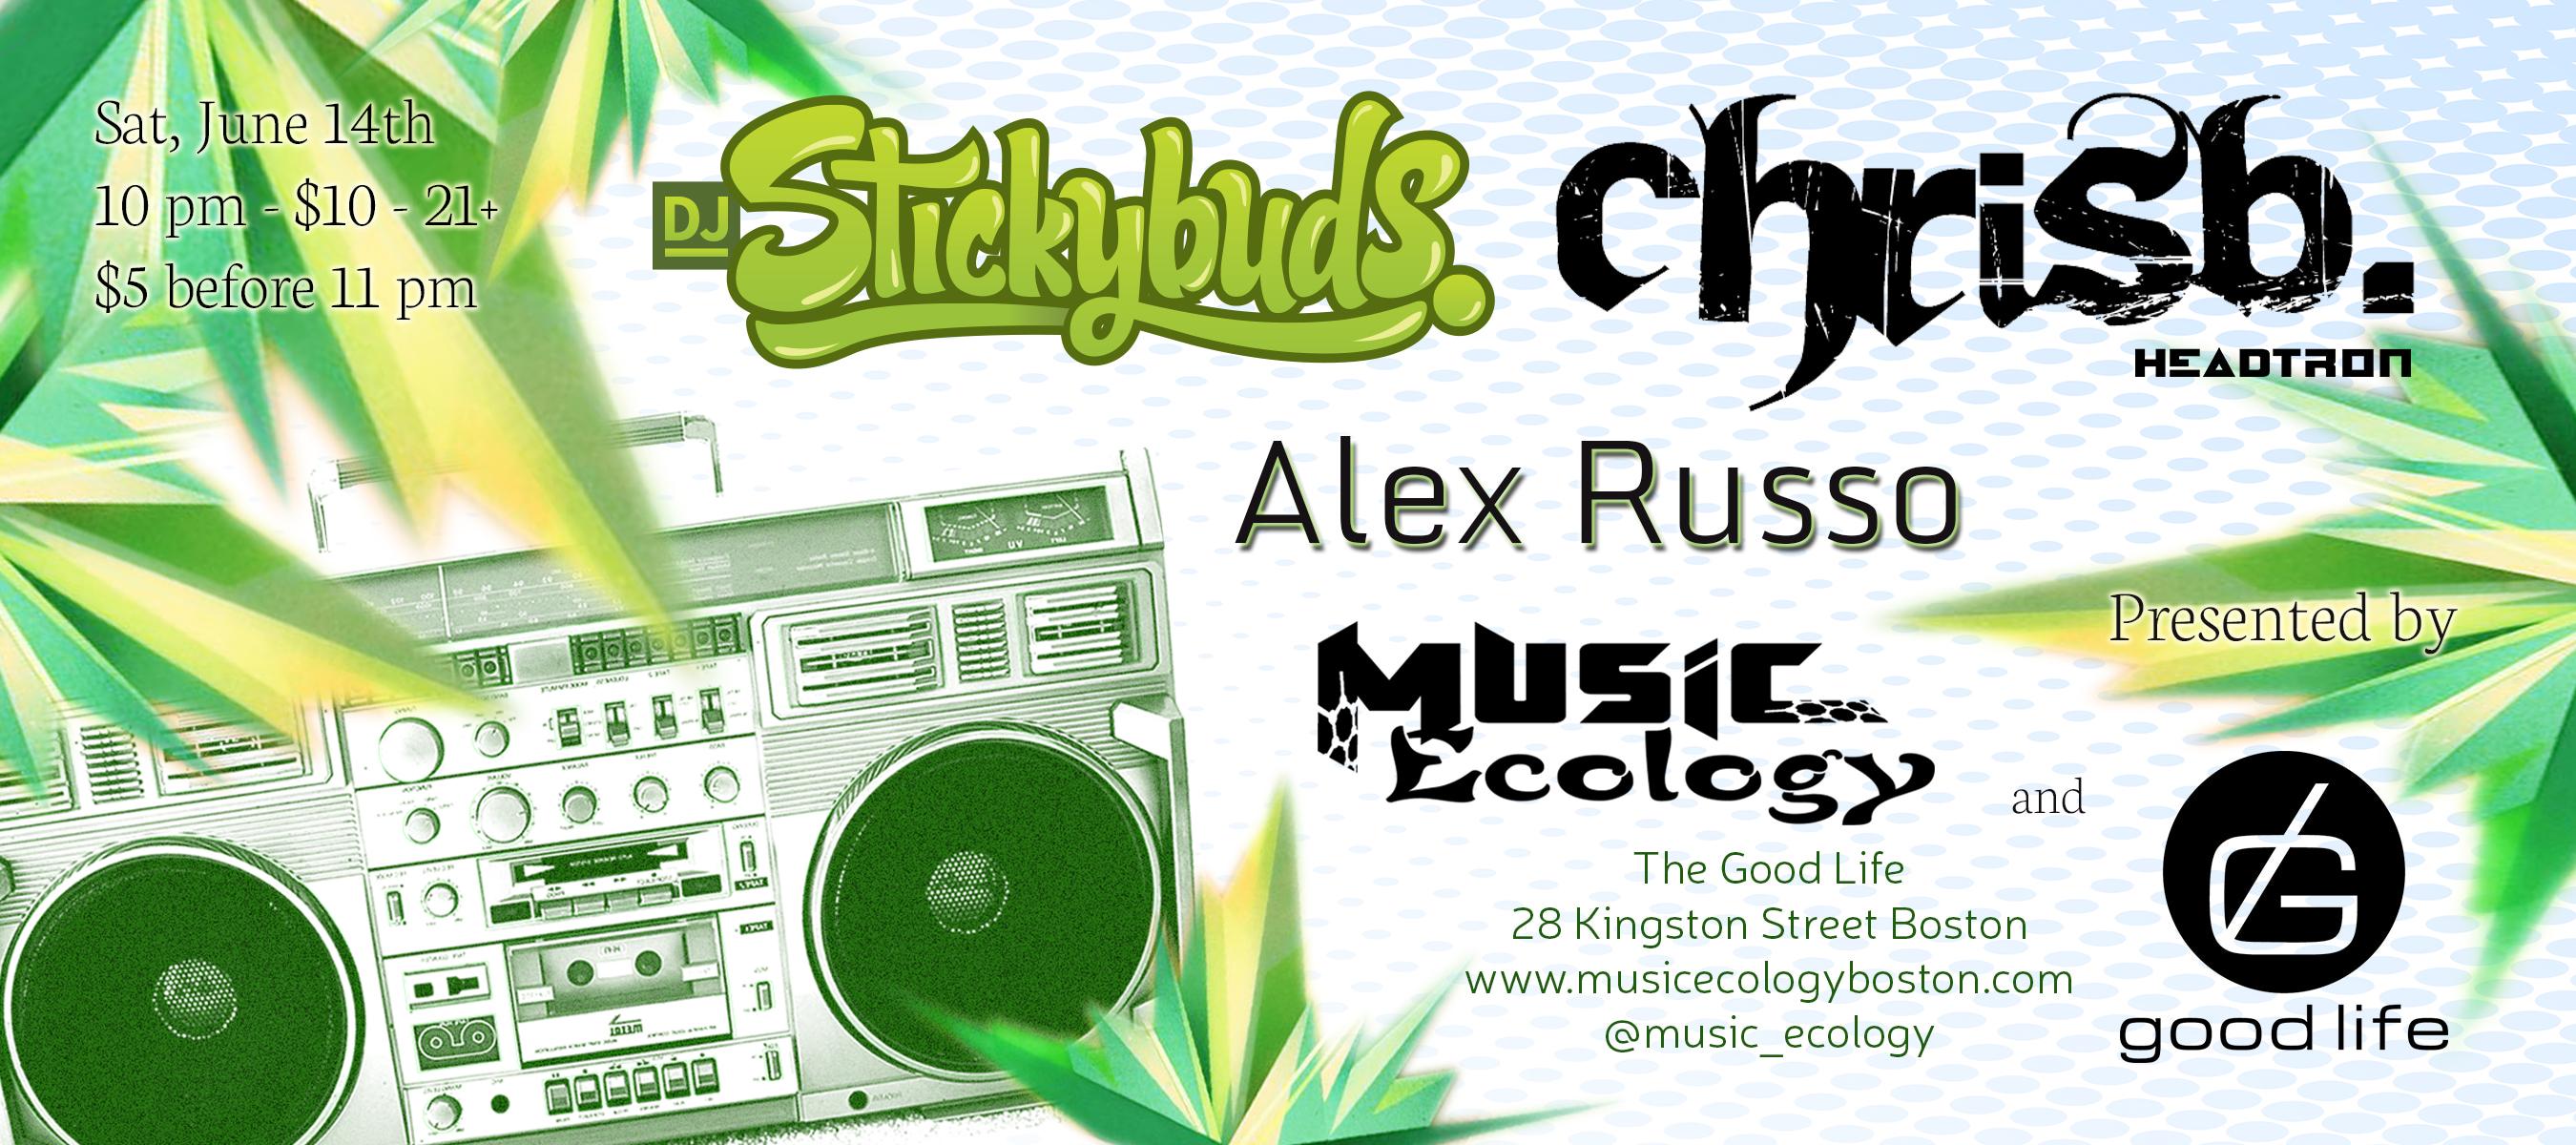 Sat, June 14th
10 pm - $10 - 21+
$5 before 11 pm
DJ Stickybuds.
chrisb.
HEADTRON
Alex Russo
Presented by
Music
Ecology
and
G
good life
The Good Life
28 Kingston Street Boston
www.musicecologyboston.com
@music_ecology